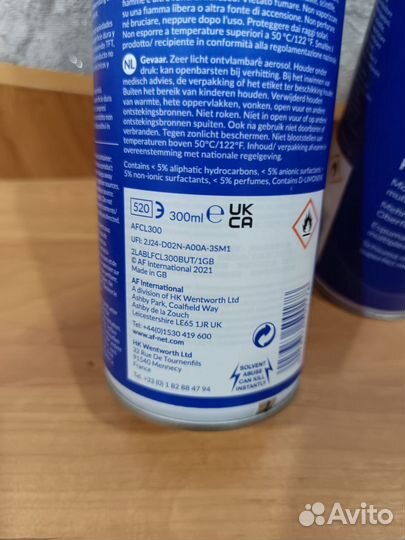 una fiamma libera o altra fonte di accensione. Non perforare
né bruciare, neppure dopo l'uso. Proteggere dai raggi solari.
Non esporre a temperature superiori a 50 °C/122 °F. Smaltire il
prodotto/recipiente in conformità alla regolamentazione nazionale
NL Gevaar. Zeer licht ontvlambare aerosol. Houder onder
druk: kan openbarsten bij verhitting. Bij het inwinnen van
medisch advies, de verpakking of het etiket ter beschikking houden.
Buiten het bereik van kinderen houden. Verwijderd houden
van warmte, hete oppervlakken, vonken, open vuur en andere
ontstekingsbronnen. Niet roken. Niet in open vuur of op andere
ontstekingsbronnen spuiten. Ook na gebruik niet doorboren of
verbranden. Tegen zonlicht beschermen. Niet blootstellen aan
temperaturen boven 50°C/122°F. Verpakking afvoeren in
overeenstemming met nationale regelgeving.
Contains < 5% aliphatic hydrocarbons, < 5% anionic surfactants
< 5% non-ionic surfactants, < 5% perfumes, Contains D-LIMONENE
520 300ml e UK CA
AFCL300
UFI: 2J24-D02N-A00A-3SM1
2LABLFCL300BUT/1GB
© AF International 2021
Made in GB
AF International
A division of HK Wentworth Ltd
Ashby Park, Coalfield Way
Ashby de la Zouch
Leicestershire LE65 1JR UK
Tel: +44(0)1530 419 600
www.af-net.com
HK Wentworth Ltd
32 Rue De Tournenfils
91540 Mennecy
France
Tel: +33 (0) 1 82 88 47 94
SOLVENT
ABUSE
CAN KILL
INSTANTLY
Avito